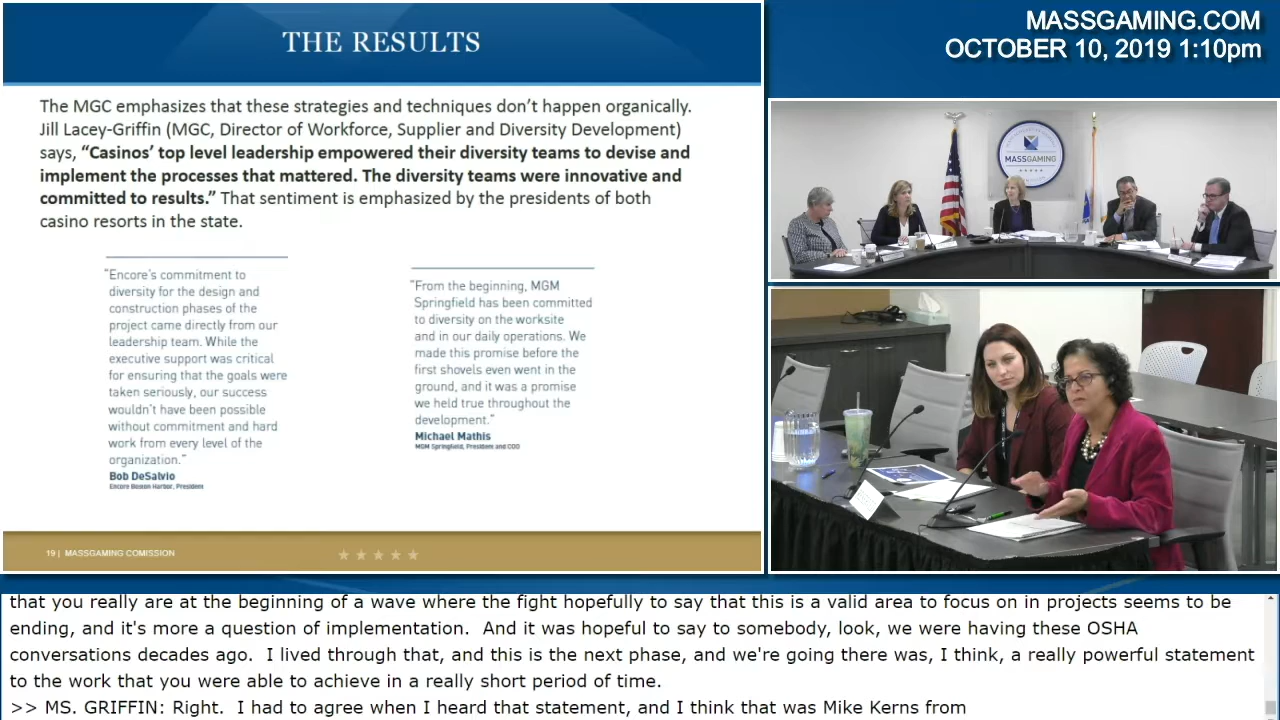 THE RESULTS
The MGC emphasizes that these strategies and techniques don't happen organically.
Jill Lacey-Griffin (MGC, Director of Workforce, Supplier and Diversity Development)
says, "Casinos' top level leadership empowered their diversity teams to devise and
implement the processes that mattered. The diversity teams were innovative and
committed to results." That sentiment is emphasized by the presidents of both
casino resorts in the state.
"Encore's commitment to
diversity for the design and
construction phases of the
project came directly from our
leadership team. While the
executive support was critical
for ensuring that the goals were
taken seriously, our success
wouldn't have been possible
without commitment and hard
work from every level of the
organization."
Bob DeSalvio
Encore Boston Harbor, President
"From the beginning, MGM
Springfield has been committed
to diversity on the worksite
and in our daily operations. We
made this promise before the
first shovels even went in the
ground, and it was a promise
we held true throughout the
development."
Michael Mathis
MGM Springfield, President and COO
19 | MASSGAMING COMISSION
MASSGAMING.COM
OCTOBER 10, 2019 1:10pm
MASSGAMING
that you really are at the beginning of a wave where the fight hopefully to say that this is a valid area to focus on in projects seems to be
ending, and it's more a question of implementation. And it was hopeful to say to somebody, look, we were having these OSHA
conversations decades ago. I lived through that, and this is the next phase, and we're going there was, I think, a really powerful statement
to the work that you were able to achieve in a really short period of time.
>> MS. GRIFFIN: Right. I had to agree when I heard that statement, and I think that was Mike Kerns from